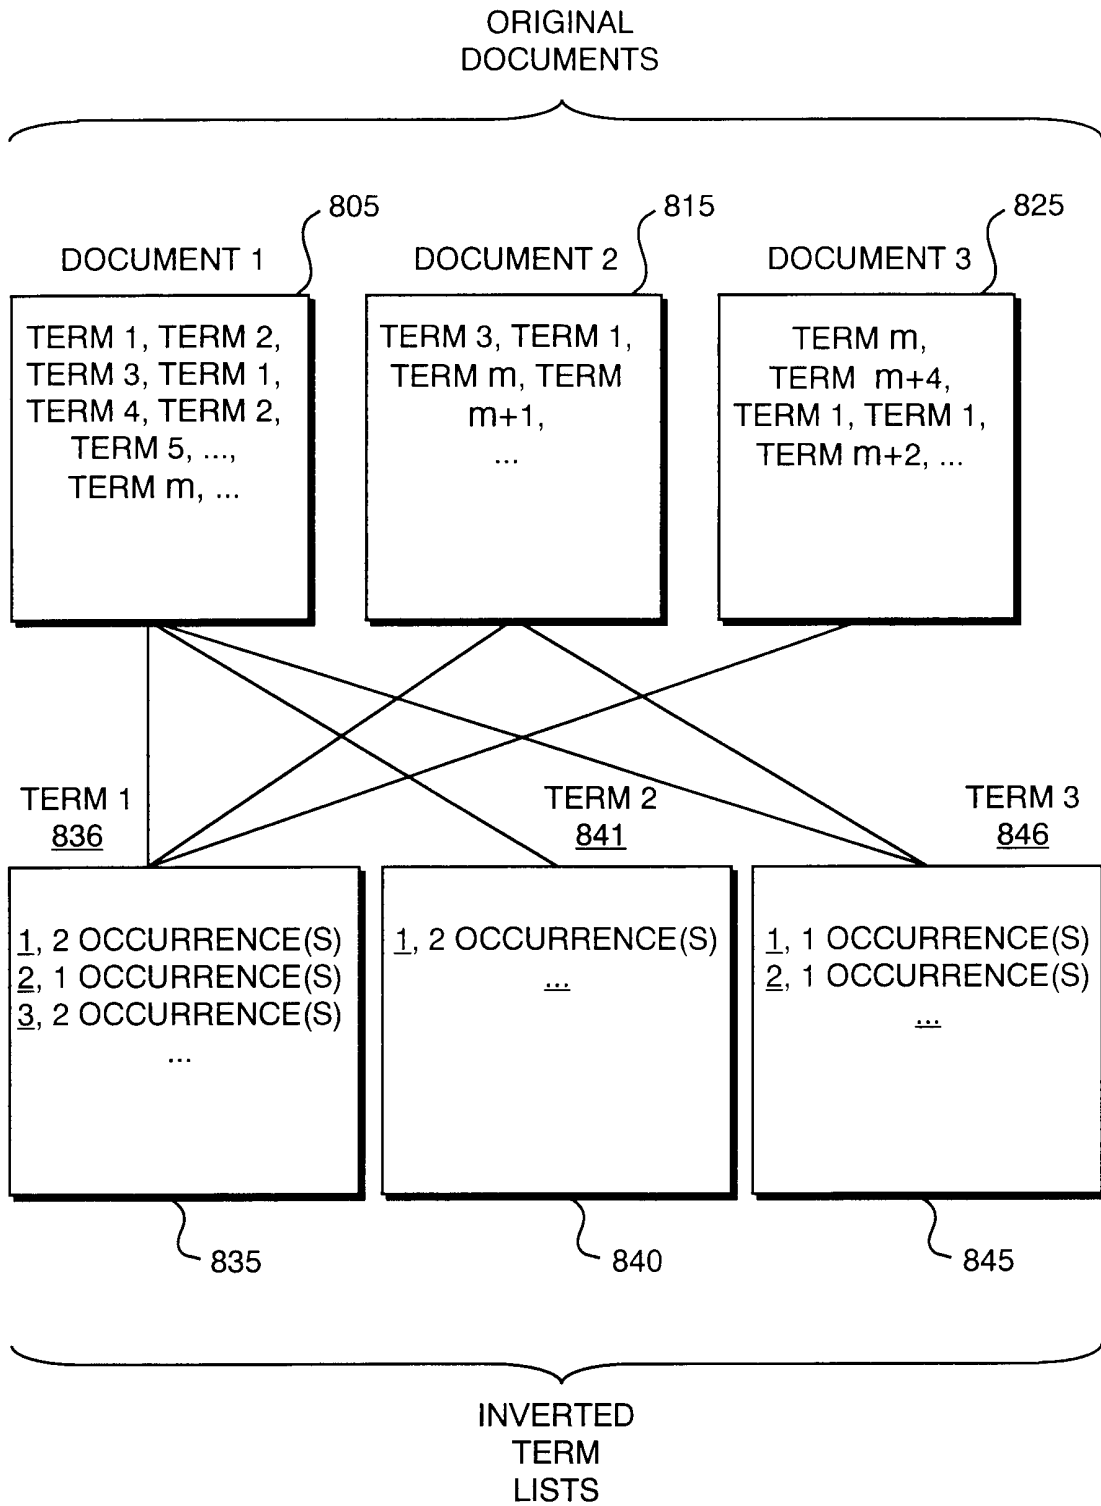 ORIGINAL
DOCUMENTS
805
815
825
DOCUMENT 1
DOCUMENT 2
DOCUMENT 3
TERM 1, TERM 2,
TERM 3, TERM 1,
TERM 4, TERM 2,
TERM 5, ...,
TERM m, ...
TERM 3, TERM 1,
TERM m, TERM
m+1,
...
TERM m,
TERM m+4,
TERM 1, TERM 1,
TERM m+2, ...
TERM 1
836
TERM 2
841
TERM 3
846
1, 2 OCCURRENCE(S)
2, 1 OCCURRENCE(S)
3, 2 OCCURRENCE(S)
...
1, 2 OCCURRENCE(S)
...
1, 1 OCCURRENCE(S)
2, 1 OCCURRENCE(S)
...
835
840
845
INVERTED
TERM
LISTS